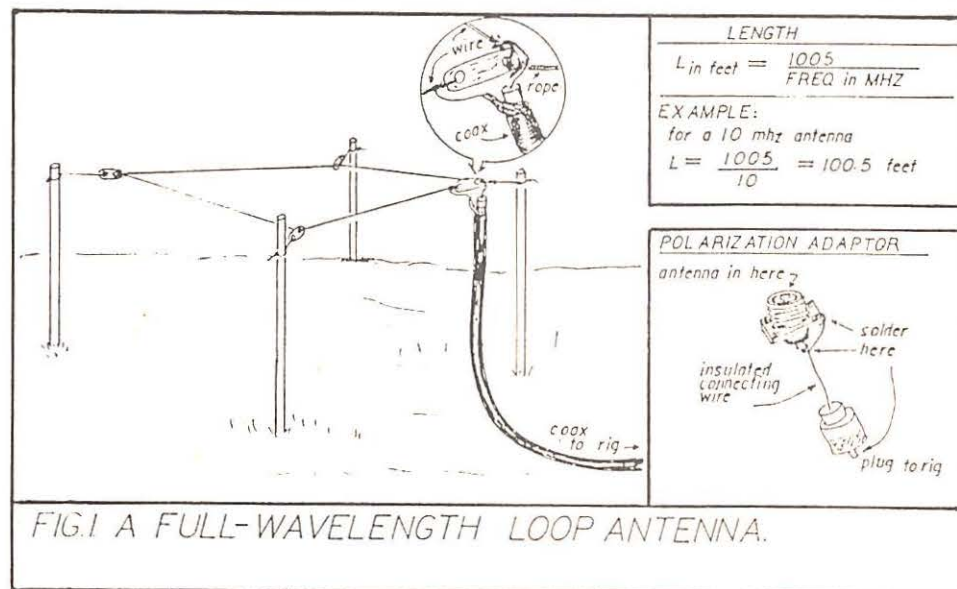 wire
rope
coax
coax
to rig
LENGTH
L in feet = 1005
FREQ in MHZ
EXAMPLE:
for a 10 mhz antenna
L = 1005 = 100.5 feet
10
POLARIZATION ADAPTOR
antenna in here
solder
here
insulated
connecting
wire
plug to rig
FIG.1 A FULL-WAVELENGTH LOOP ANTENNA.